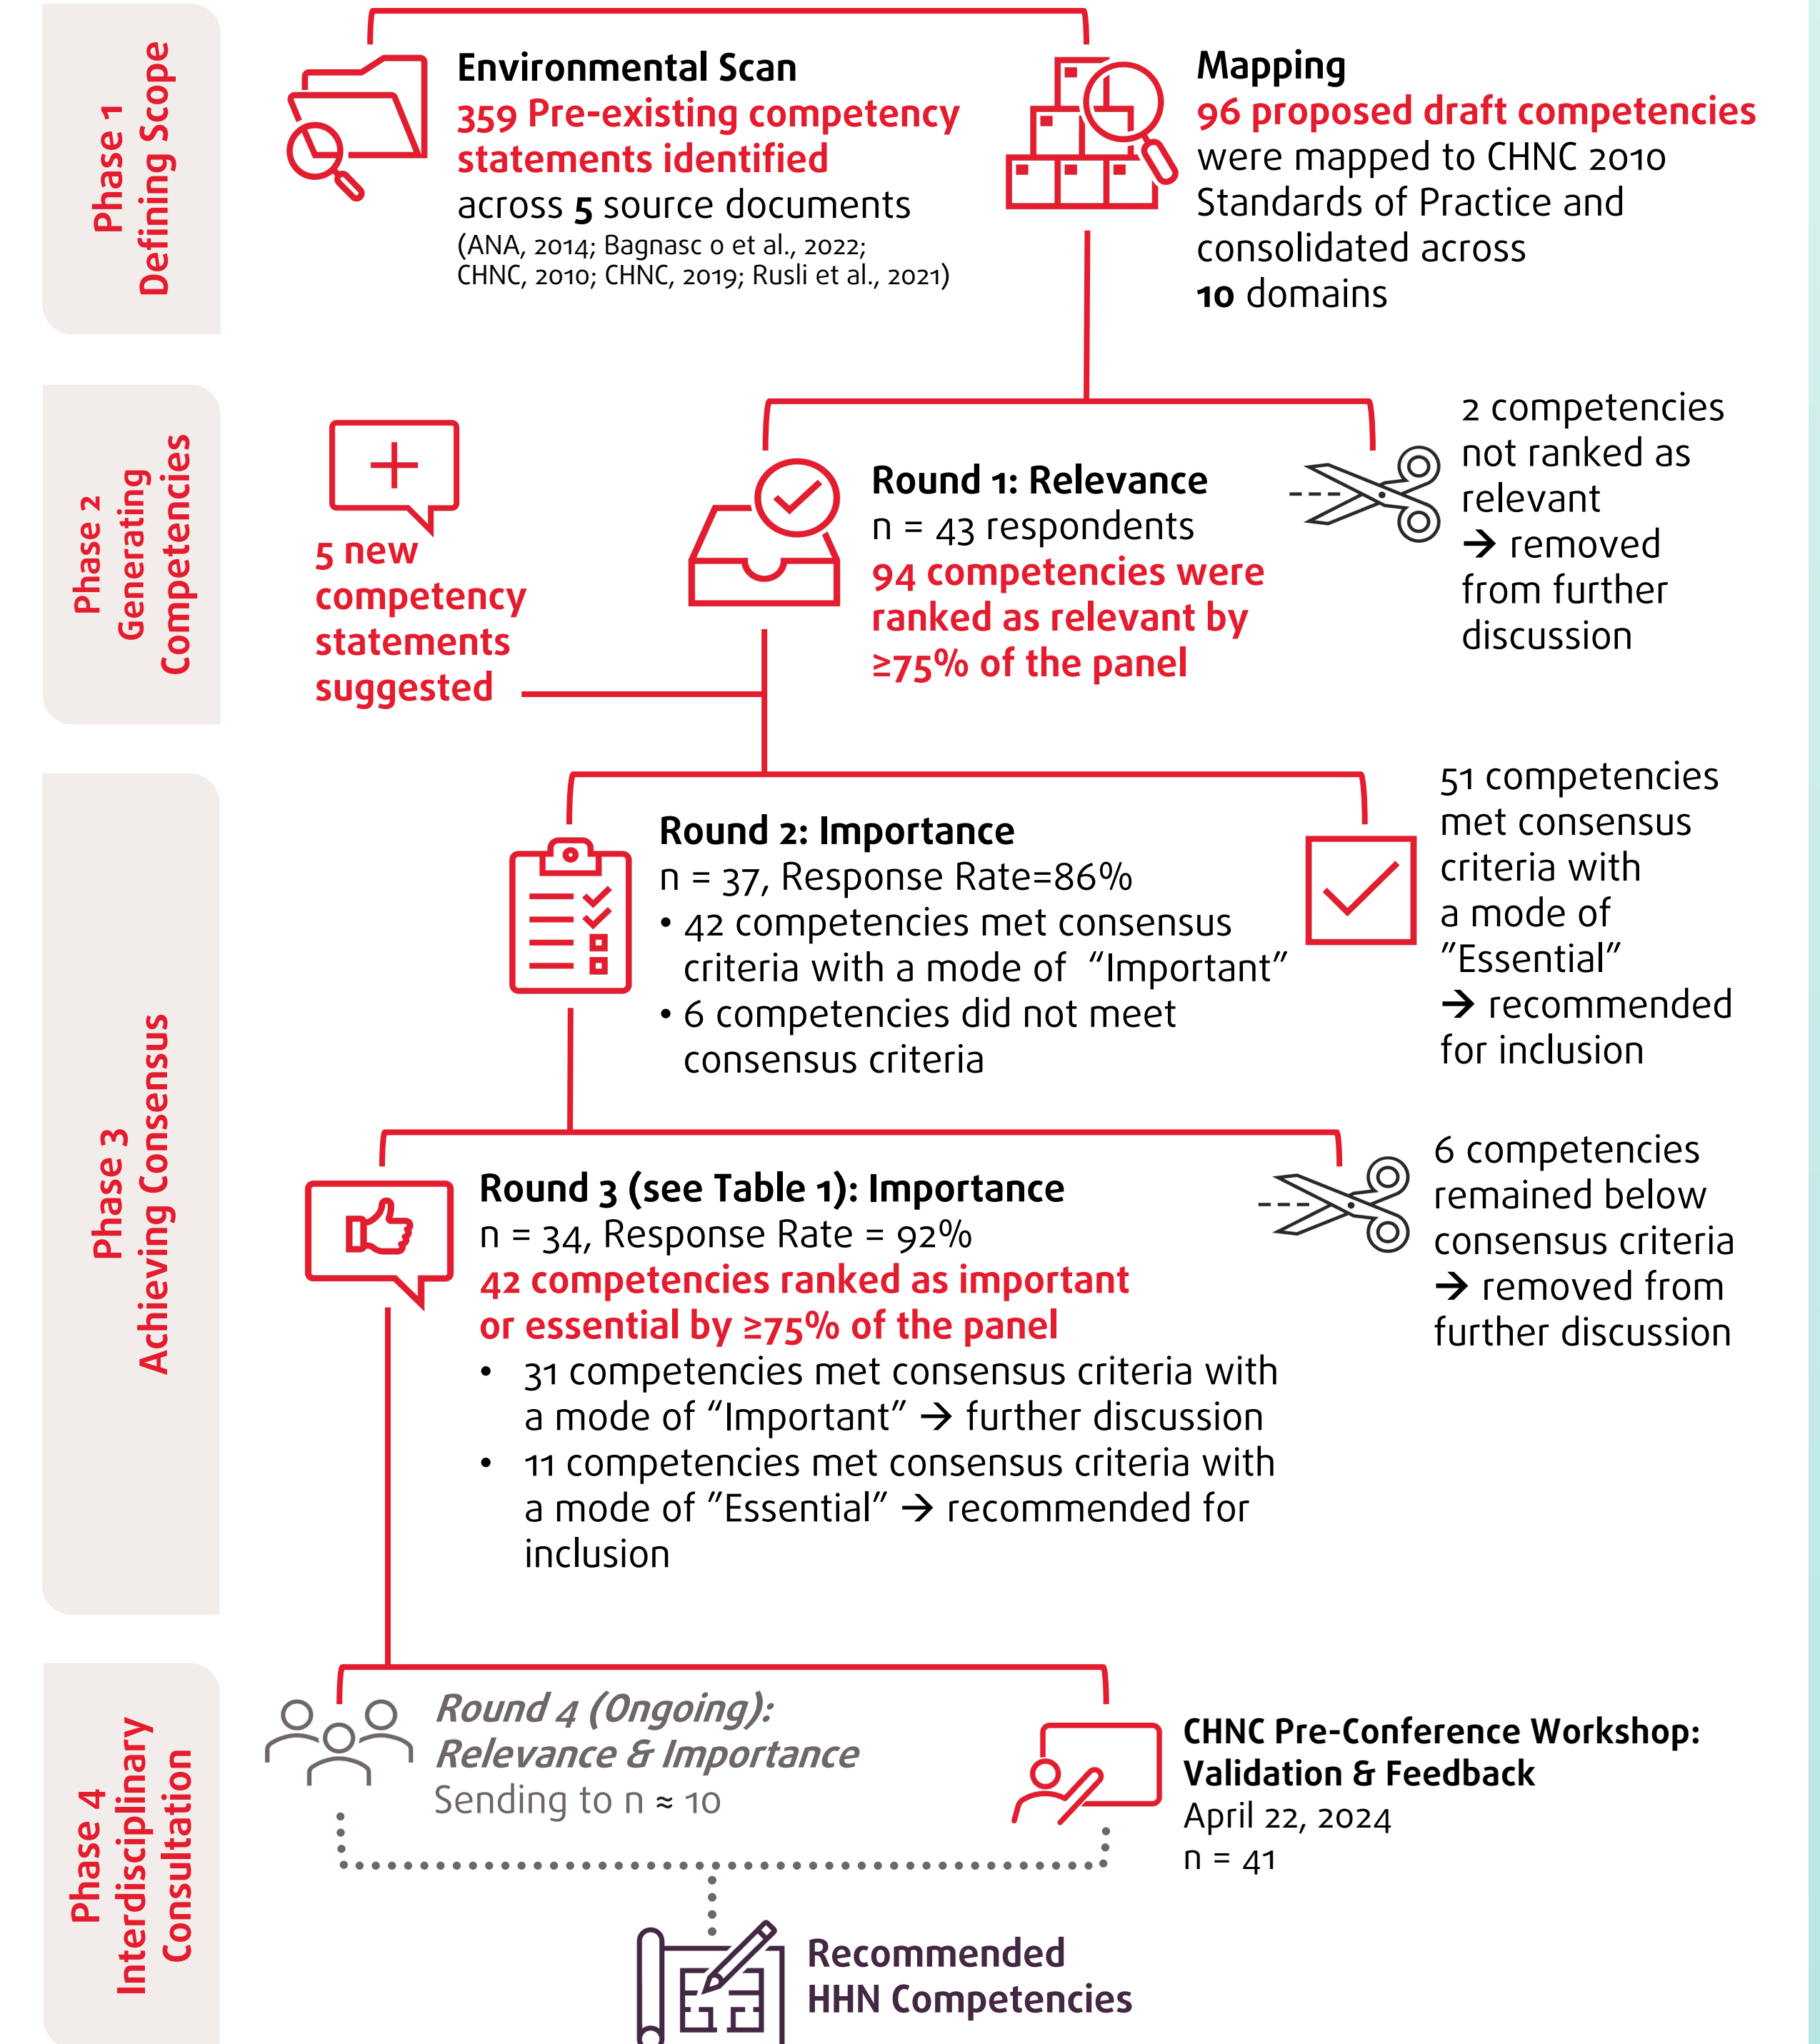 Phase 1
Defining Scope
Environmental Scan
359 Pre-existing competency
statements identified
across 5 source documents
(ANA, 2014; Bagnasc o et al., 2022;
CHNC, 2010; CHNC, 2019; Rusli et al., 2021)
Mapping
96 proposed draft competencies
were mapped to CHNC 2010
Standards of Practice and
consolidated across
10 domains
Phase 2
Generating
Competencies
5 new
competency
statements
suggested
Round 1: Relevance
n = 43 respondents
94 competencies were
ranked as relevant by
≥75% of the panel
2 competencies
not ranked as
relevant
→ removed
from further
discussion
Phase 3
Achieving Consensus
Round 2: Importance
n = 37, Response Rate=86%
• 42 competencies met consensus
criteria with a mode of “Important”
• 6 competencies did not meet
consensus criteria
51 competencies
met consensus
criteria with
a mode of
”Essential”
→ recommended
for inclusion
Round 3 (see Table 1): Importance
n = 34, Response Rate = 92%
42 competencies ranked as important
or essential by ≥75% of the panel
• 31 competencies met consensus criteria with
a mode of “Important” → further discussion
• 11 competencies met consensus criteria with
a mode of ”Essential” → recommended for
inclusion
6 competencies
remained below
consensus criteria
→ removed from
further discussion
Phase 4
Interdisciplinary
Consultation
Round 4 (Ongoing):
Relevance & Importance
Sending to n ≈ 10
CHNC Pre-Conference Workshop:
Validation & Feedback
April 22, 2024
n = 41
Recommended
HHN Competencies